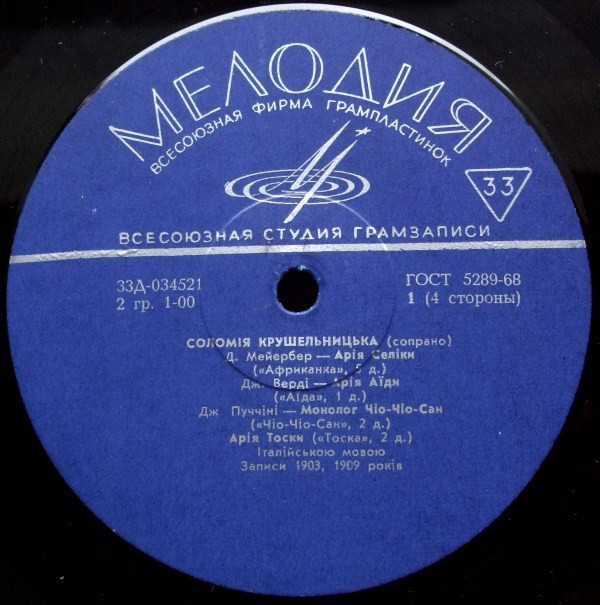 МЕЛОДИЯ
ВСЕСОЮЗНАЯ ФИРМА ГРАМПЛАСТИНОК
33
ВСЕСОЮЗНАЯ СТУДИЯ ГРАМЗАПИСИ
33Д-034521
2 гр. 1-00
ГОСТ 5289-68
1 (4 стороны)
СОЛОМІЯ КРУШЕЛЬНИЦЬКА (сопрано)
Д. Мейєрбер — Арія Селіки
(«Африканка», 5 д.)
Дж. Верді — Арія Аїди
(«Аїда», 1 д.)
Дж Пуччіні — Монолог Чіо-Чіо-Сан
(«Чіо-Чіо-Сан», 2 д.)
Арія Тоски («Тоска», 2 д.)
Італійською мовою
Записи 1903, 1909 років